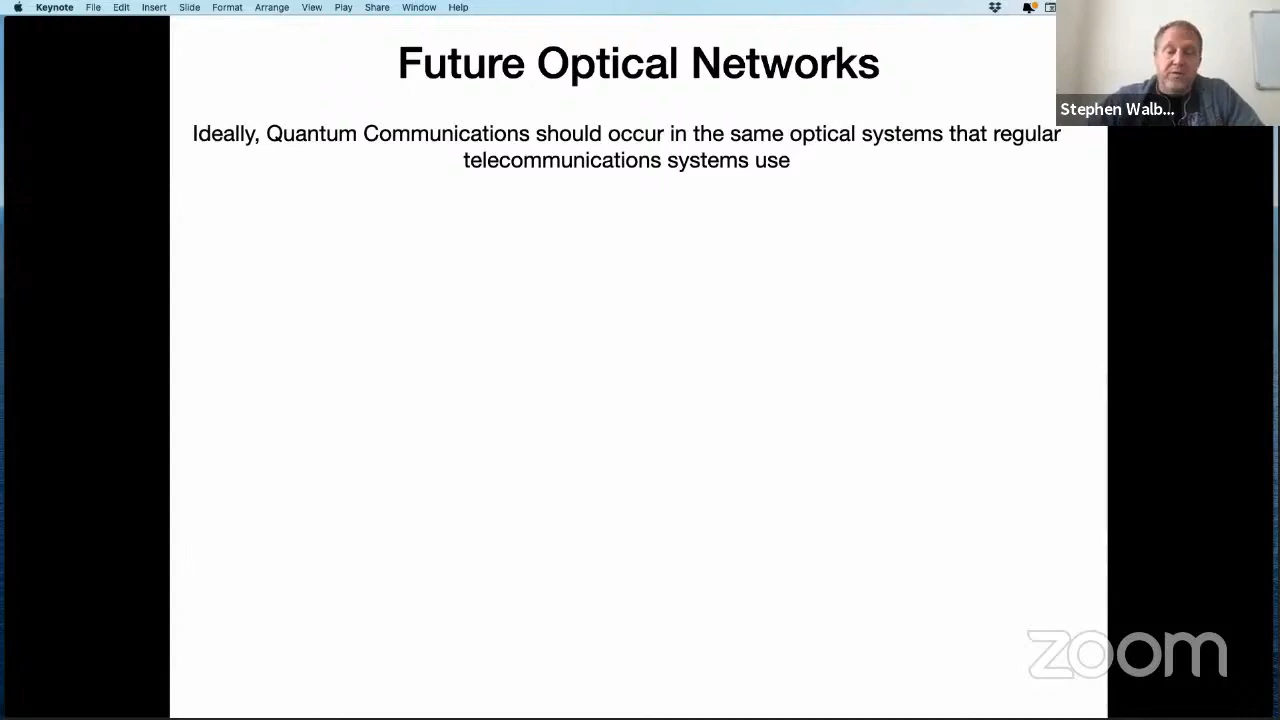 Keynote File Edit Insert Slide Format Arrange View Play Share Window Help
Future Optical Networks
Stephen Walb...
Ideally, Quantum Communications should occur in the same optical systems that regular
telecommunications systems use
zoom